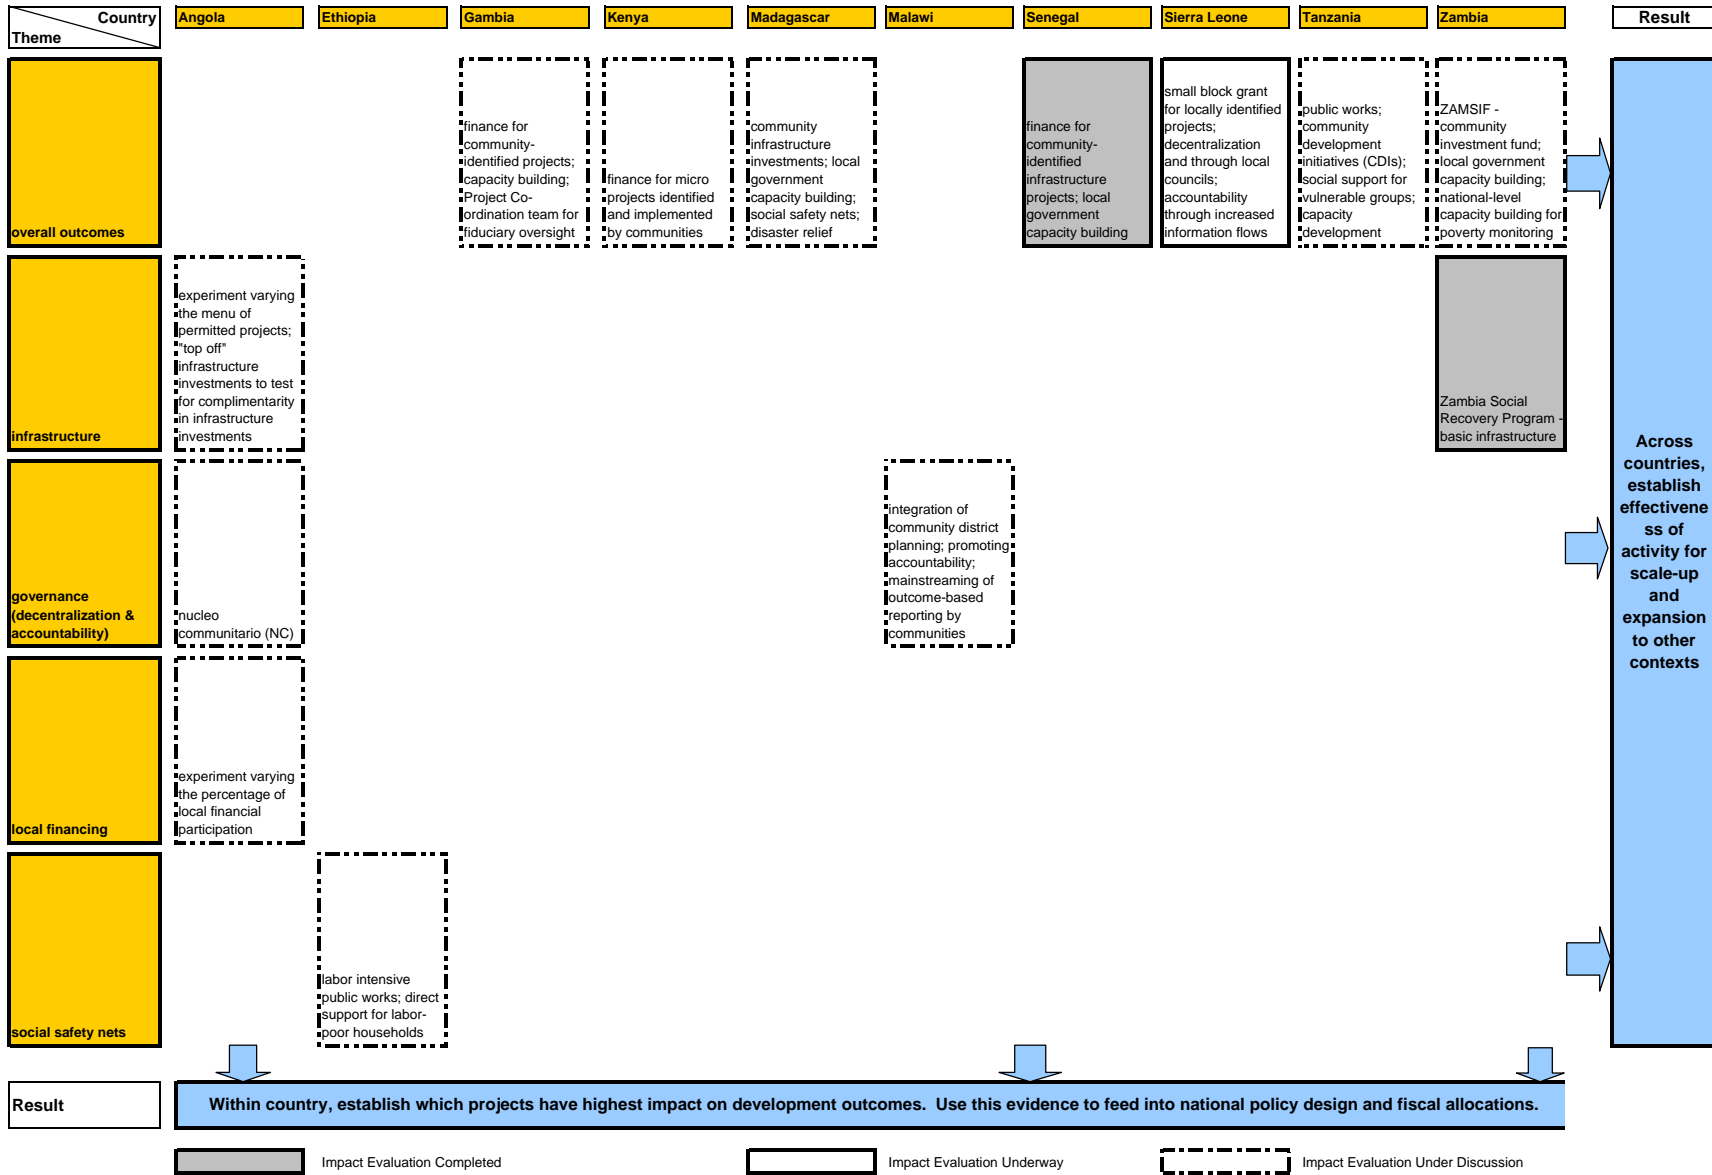 Country
Theme
Angola
Ethiopia
Gambia
Kenya
Madagascar
Malawi
Senegal
Sierra Leone
Tanzania
Zambia
Result
overall outcomes
finance for
community-
identified projects;
capacity building;
Project Co-
ordination team for
fiduciary oversight
finance for micro
projects identified
and implemented
by communities
community
infrastructure
investments; local
government
capacity building;
social safety nets;
disaster relief
finance for
community-
identified
infrastructure
projects; local
government
capacity building
small block grant
for locally identified
projects;
decentralization
and through local
councils;
accountability
through increased
information flows
public works;
community
development
initiatives (CDIs);
social support for
vulnerable groups;
capacity
development
ZAMSIF -
community
investment fund;
local government
capacity building;
national-level
capacity building for
poverty monitoring
infrastructure
experiment varying
the menu of
permitted projects;
"top off"
infrastructure
investments to test
for complimentarity
in infrastructure
investments
Zambia Social
Recovery Program -
basic infrastructure
governance
(decentralization &
accountability)
nucleo
communitario (NC)
integration of
community district
planning; promoting
accountability;
mainstreaming of
outcome-based
reporting by
communities
local financing
experiment varying
the percentage of
local financial
participation
social safety nets
labor intensive
public works; direct
support for labor-
poor households
Across
countries,
establish
effectivene
ss of
activity for
scale-up
and
expansion
to other
contexts
Result
Within country, establish which projects have highest impact on development outcomes.  Use this evidence to feed into national policy design and fiscal allocations.
Impact Evaluation Completed
Impact Evaluation Underway
Impact Evaluation Under Discussion